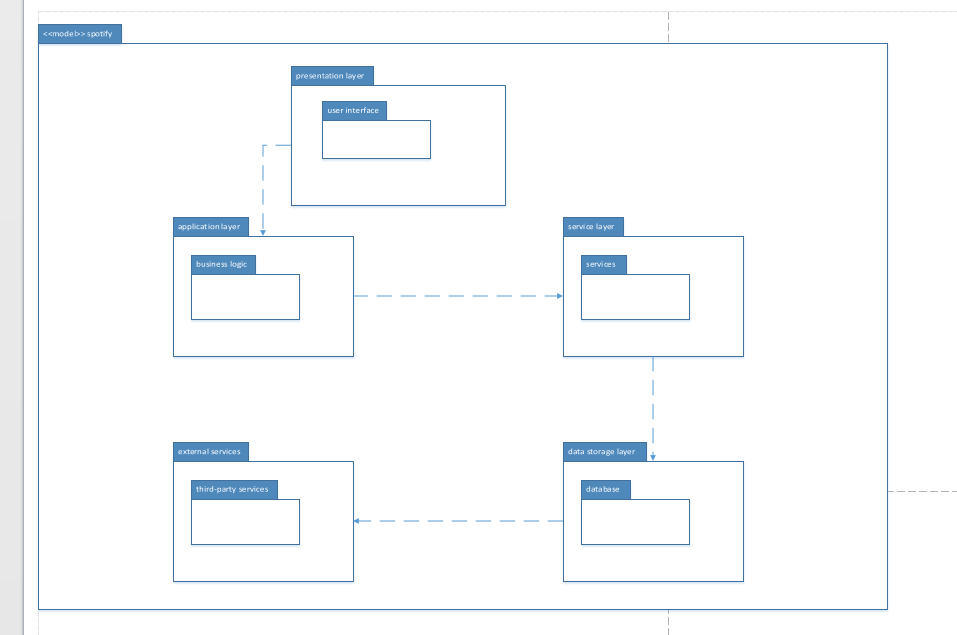 <<model>> spotify
presentation layer
user interface
application layer
service layer
business logic
services
external services
data storage layer
third-party services
database